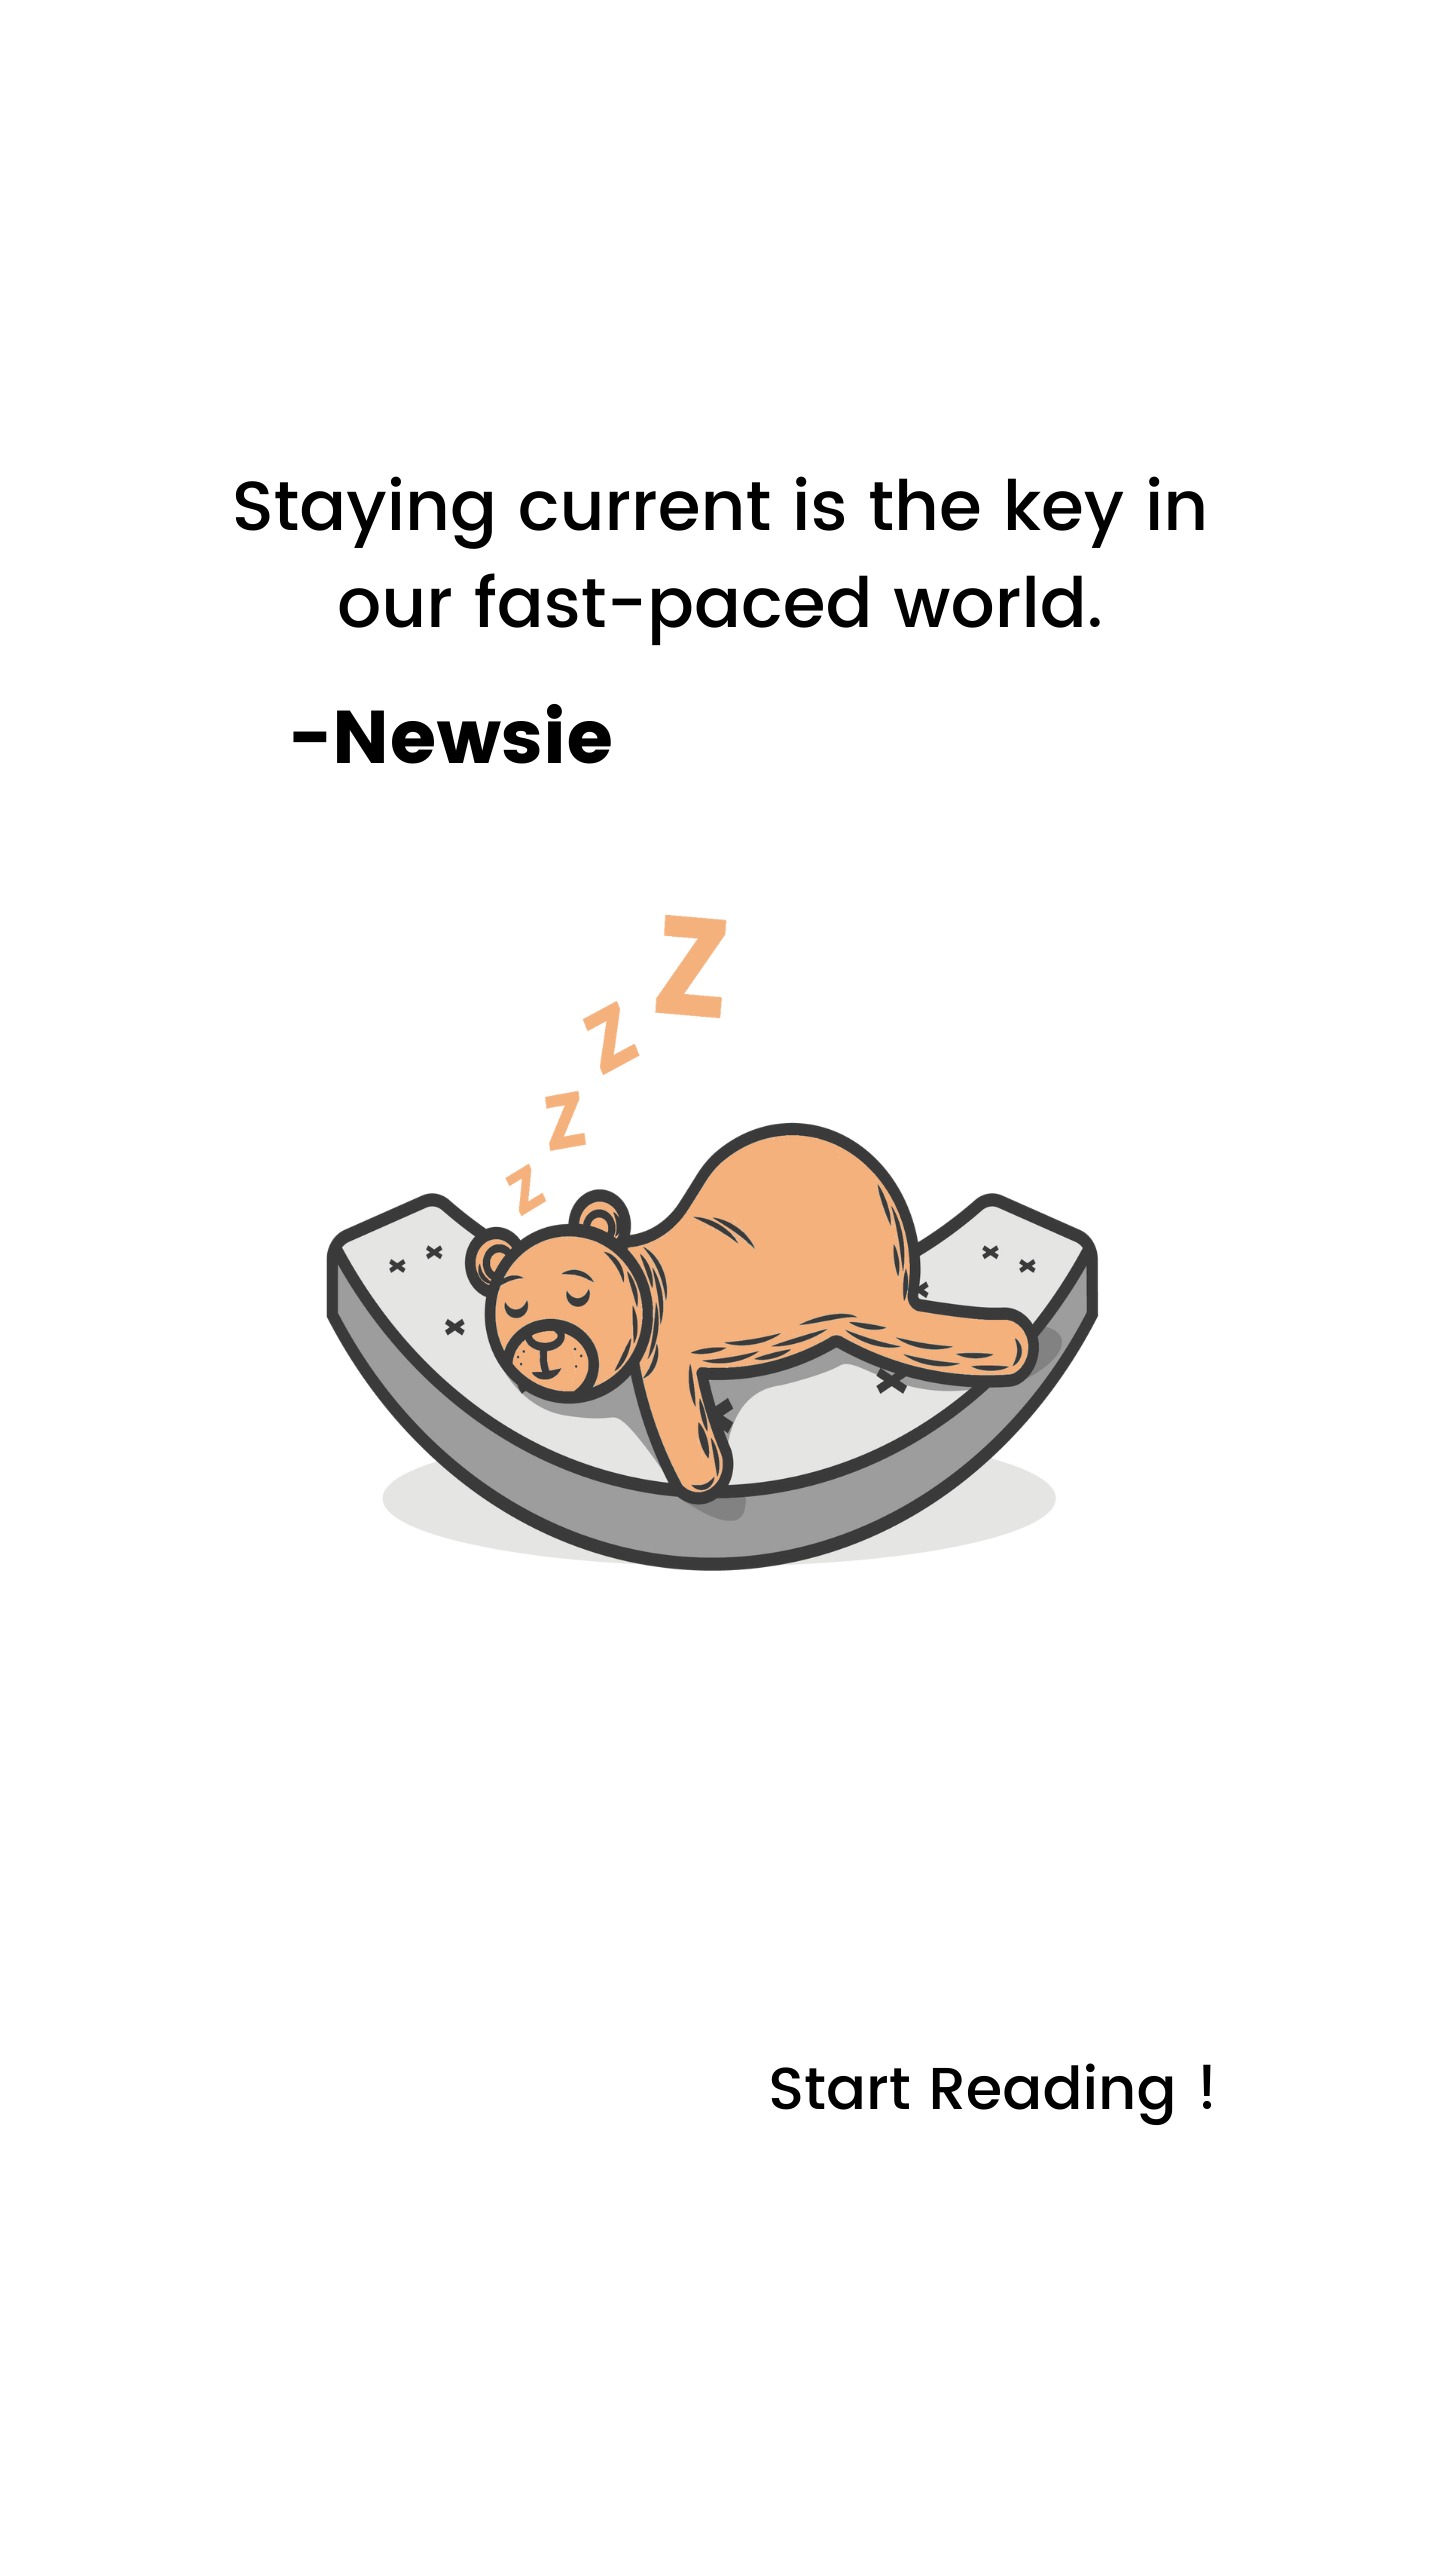 Staying current is the key in
our fast-paced world.
-Newsie
Z
Z
Z
Z
Start Reading !